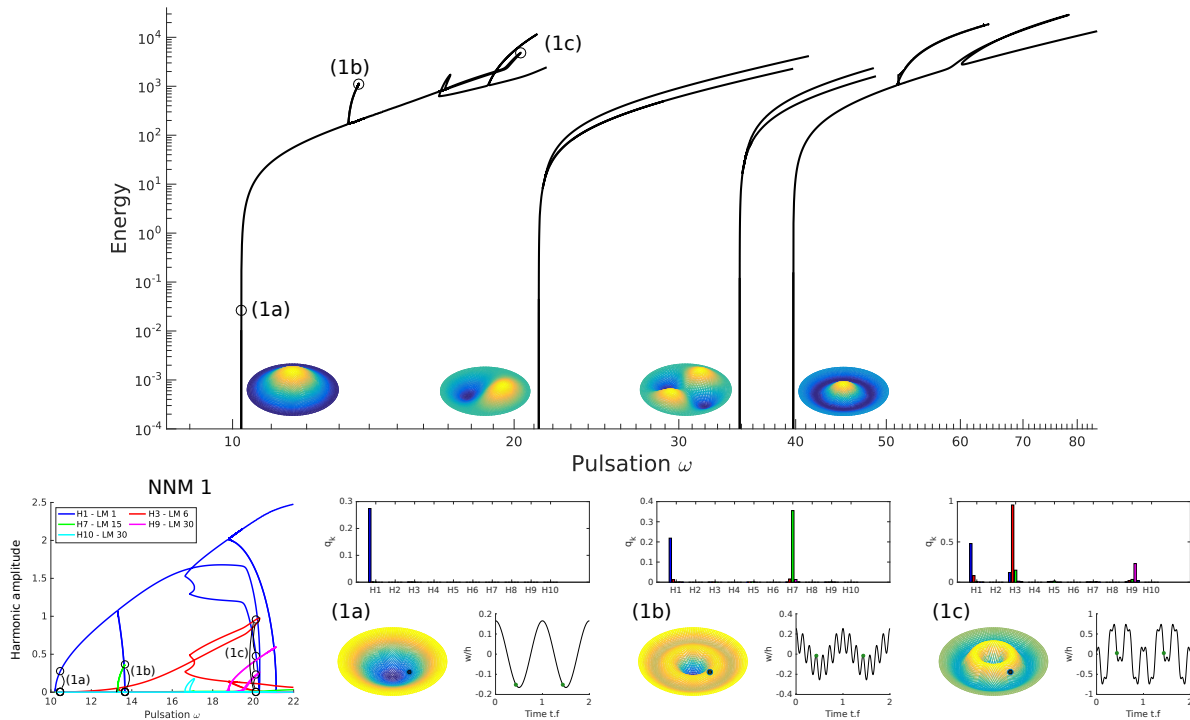 (1b)
(1c)
(1a)
Energy
10^4
10^3
10^2
10^1
10^0
10^-1
10^-2
10^-3
10^-4
10 20 30 40 50 60 70 80
Pulsation ω
NNM 1
Harmonic amplitude
2.5
2
1.5
1
0.5
0
H1 - LM 1
H3 - LM 6
H7 - LM 15
H9 - LM 30
H10 - LM 30
(1a)
(1b)
(1c)
10 12 14 16 18 20 22
Pulsation ω
q_k
0.3
0.2
0.1
0
H1 H2 H3 H4 H5 H6 H7 H8 H9 H10
(1a)
w/h
0.2
0.1
0
-0.1
-0.2
0 1 2
Time t.f
q_k
0.4
0.3
0.2
0.1
0
H1 H2 H3 H4 H5 H6 H7 H8 H9 H10
(1b)
w/h
0.4
0.2
0
-0.2
-0.4
-0.6
0 1 2
Time t.f
q_k
1
0.5
0
H1 H2 H3 H4 H5 H6 H7 H8 H9 H10
(1c)
w/h
1
0.5
0
-0.5
-1
0 1 2
Time t.f